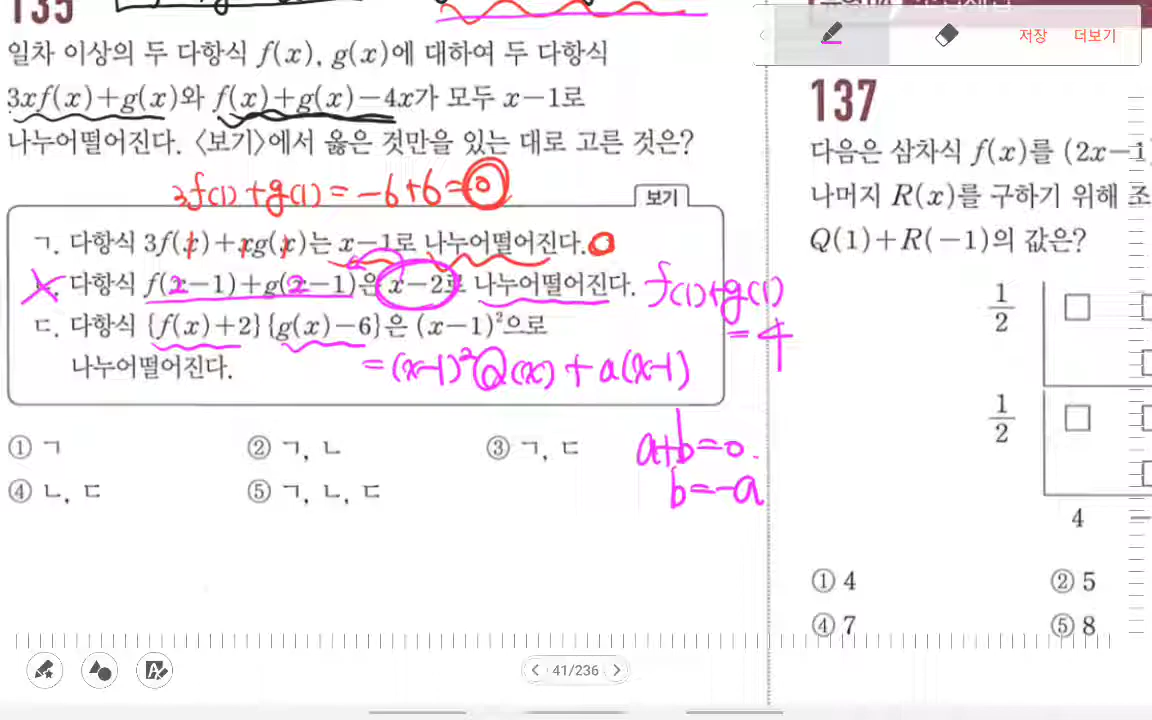 135
일차 이상의 두 다항식 f(x), g(x)에 대하여 두 다항식
3xf(x)+g(x)와 f(x)+g(x)-4x가 모두 x-1로
나누어떨어진다. 〈보기〉에서 옳은 것만을 있는 대로 고른 것은?
3f(1)+g(1)=-6+6=0
보기
ㄱ. 다항식 3f(x)+xg(x)는 x-1로 나누어떨어진다.
ㄴ. 다항식 f(x-1)+g(x-1)은 x-2로 나누어떨어진다.
f(1)+g(1)
=4
ㄷ. 다항식 {f(x)+2}{g(x)-6}은 (x-1)²으로
나누어떨어진다.
=(x-1)²Q(x)+a(x-1)
a+b=0.
b=-a
① ㄱ
② ㄱ, ㄴ
③ ㄱ, ㄷ
④ ㄴ, ㄷ
⑤ ㄱ, ㄴ, ㄷ
저장 더보기
137
다음은 삼차식 f(x)를 (2x-1)
나머지 R(x)를 구하기 위해 조
Q(1)+R(-1)의 값은?
1/2
1/2
4
① 4
② 5
④ 7
⑤ 8
41/236